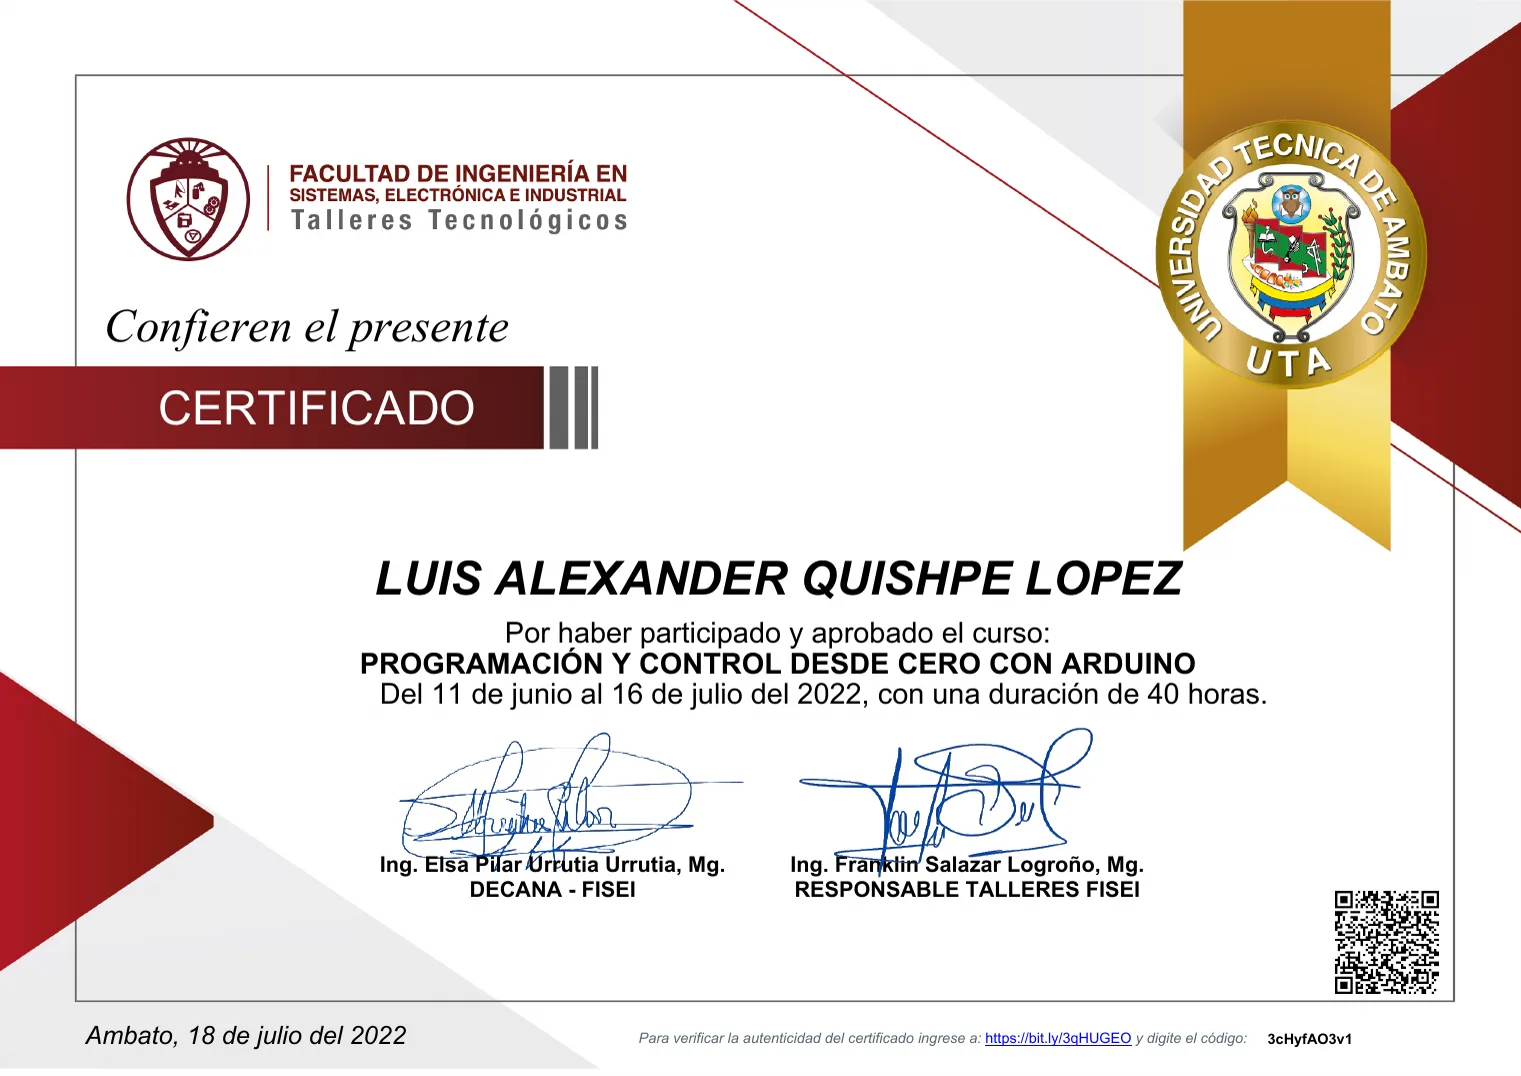 FACULTAD DE INGENIERÍA EN
SISTEMAS, ELECTRÓNICA E INDUSTRIAL
Talleres Tecnológicos
UNIVERSIDAD TECNICA DE AMBATO
UTA
Confieren el presente
CERTIFICADO
LUIS ALEXANDER QUISHPE LOPEZ
Por haber participado y aprobado el curso:
PROGRAMACIÓN Y CONTROL DESDE CERO CON ARDUINO
Del 11 de junio al 16 de julio del 2022, con una duración de 40 horas.
Ing. Elsa Pilar Urrutia Urrutia, Mg.
DECANA - FISEI
Ing. Franklin Salazar Logroño, Mg.
RESPONSABLE TALLERES FISEI
Ambato, 18 de julio del 2022
Para verificar la autenticidad del certificado ingrese a: https://bit.ly/3qHUGEO y digite el código: 3cHyfAO3v1